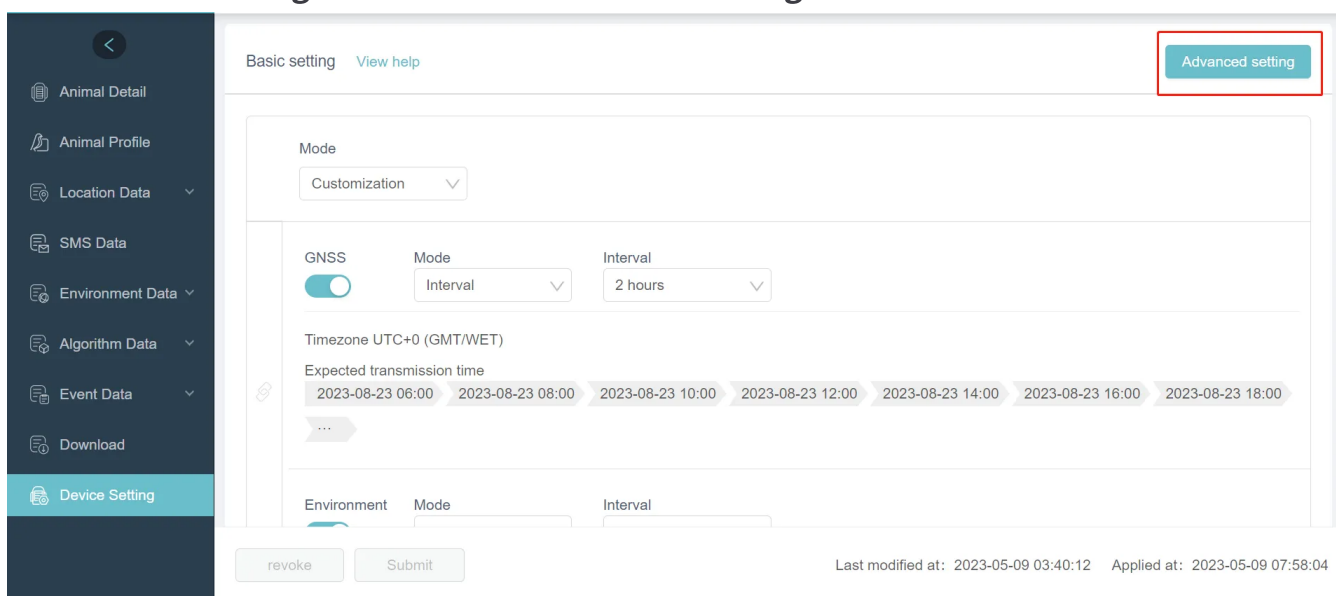 Basic setting View help
Advanced setting
Animal Detail
Animal Profile
Location Data
SMS Data
Environment Data
Algorithm Data
Event Data
Download
Device Setting
Mode
Customization
GNSS Mode Interval
Interval 2 hours
Timezone UTC+0 (GMT/WET)
Expected transmission time
2023-08-23 06:00 2023-08-23 08:00 2023-08-23 10:00 2023-08-23 12:00 2023-08-23 14:00 2023-08-23 16:00 2023-08-23 18:00
...
Environment Mode Interval
revoke Submit
Last modified at: 2023-05-09 03:40:12 Applied at: 2023-05-09 07:58:04